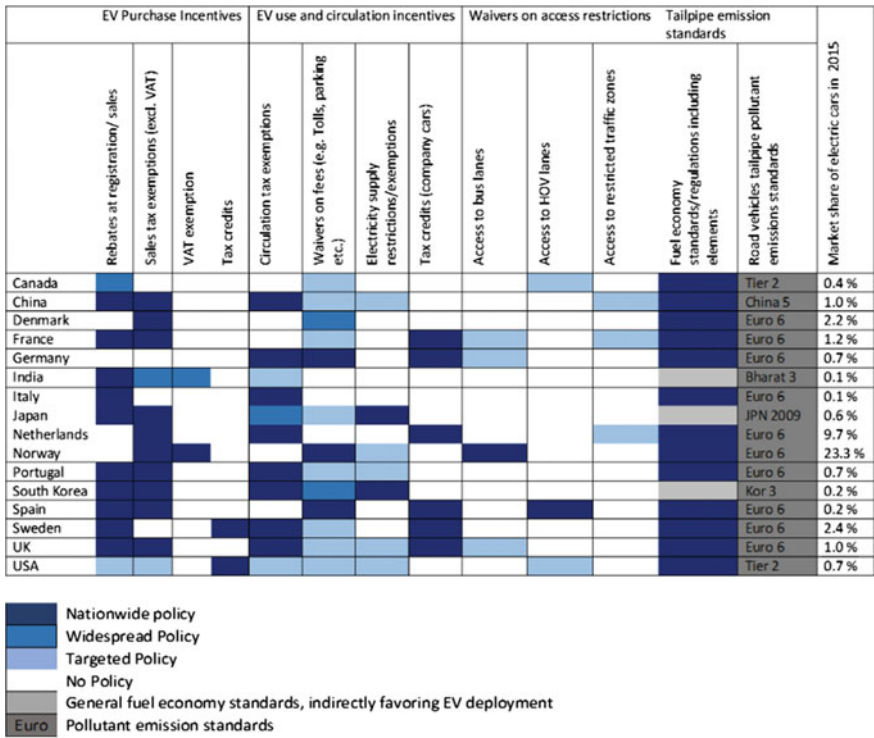 EV Purchase Incentives
EV use and circulation incentives
Waivers on access restrictions
Tailpipe emission
standards
Rebates at registration/ sales
Sales tax exemptions (excl. VAT)
VAT exemption
Tax credits
Circulation tax exemptions
Waivers on fees (e.g. Tolls, parking
etc.)
Electricity supply
restrictions/exemptions
Tax credits (company cars)
Access to bus lanes
Access to HOV lanes
Access to restricted traffic zones
Fuel economy
standards/regulations including
elements
Road vehicles tailpipe pollutant
emissions standards
Market share of electric cars in 2015
Canada Tier 2 0.4 %
China China 5 1.0 %
Denmark Euro 6 2.2 %
France Euro 6 1.2 %
Germany Euro 6 0.7 %
India Bharat 3 0.1 %
Italy Euro 6 0.1 %
Japan JPN 2009 0.6 %
Netherlands Euro 6 9.7 %
Norway Euro 6 23.3 %
Portugal Euro 6 0.7 %
South Korea Kor 3 0.2 %
Spain Euro 6 0.2 %
Sweden Euro 6 2.4 %
UK Euro 6 1.0 %
USA Tier 2 0.7 %
Nationwide policy
Widespread Policy
Targeted Policy
No Policy
General fuel economy standards, indirectly favoring EV deployment
Euro Pollutant emission standards